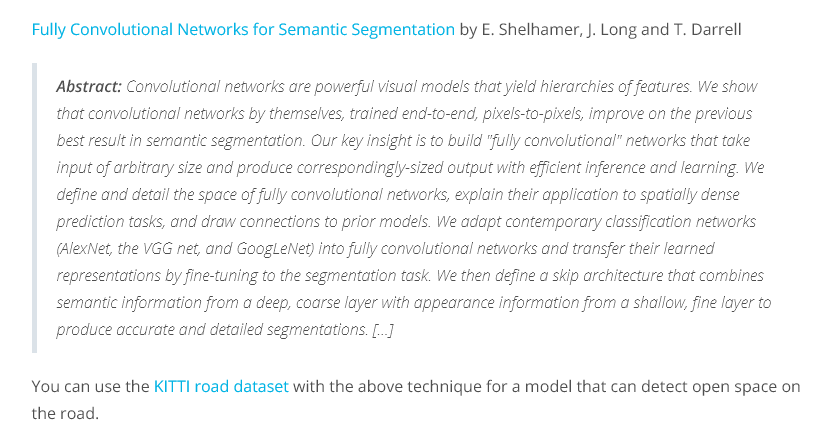 Fully Convolutional Networks for Semantic Segmentation by E. Shelhamer, J. Long and T. Darrell
Abstract: Convolutional networks are powerful visual models that yield hierarchies of features. We show
that convolutional networks by themselves, trained end-to-end, pixels-to-pixels, improve on the previous
best result in semantic segmentation. Our key insight is to build "fully convolutional" networks that take
input of arbitrary size and produce correspondingly-sized output with efficient inference and learning. We
define and detail the space of fully convolutional networks, explain their application to spatially dense
prediction tasks, and draw connections to prior models. We adapt contemporary classification networks
(AlexNet, the VGG net, and GoogLeNet) into fully convolutional networks and transfer their learned
representations by fine-tuning to the segmentation task. We then define a skip architecture that combines
semantic information from a deep, coarse layer with appearance information from a shallow, fine layer to
produce accurate and detailed segmentations. [...]
You can use the KITTI road dataset with the above technique for a model that can detect open space on
the road.